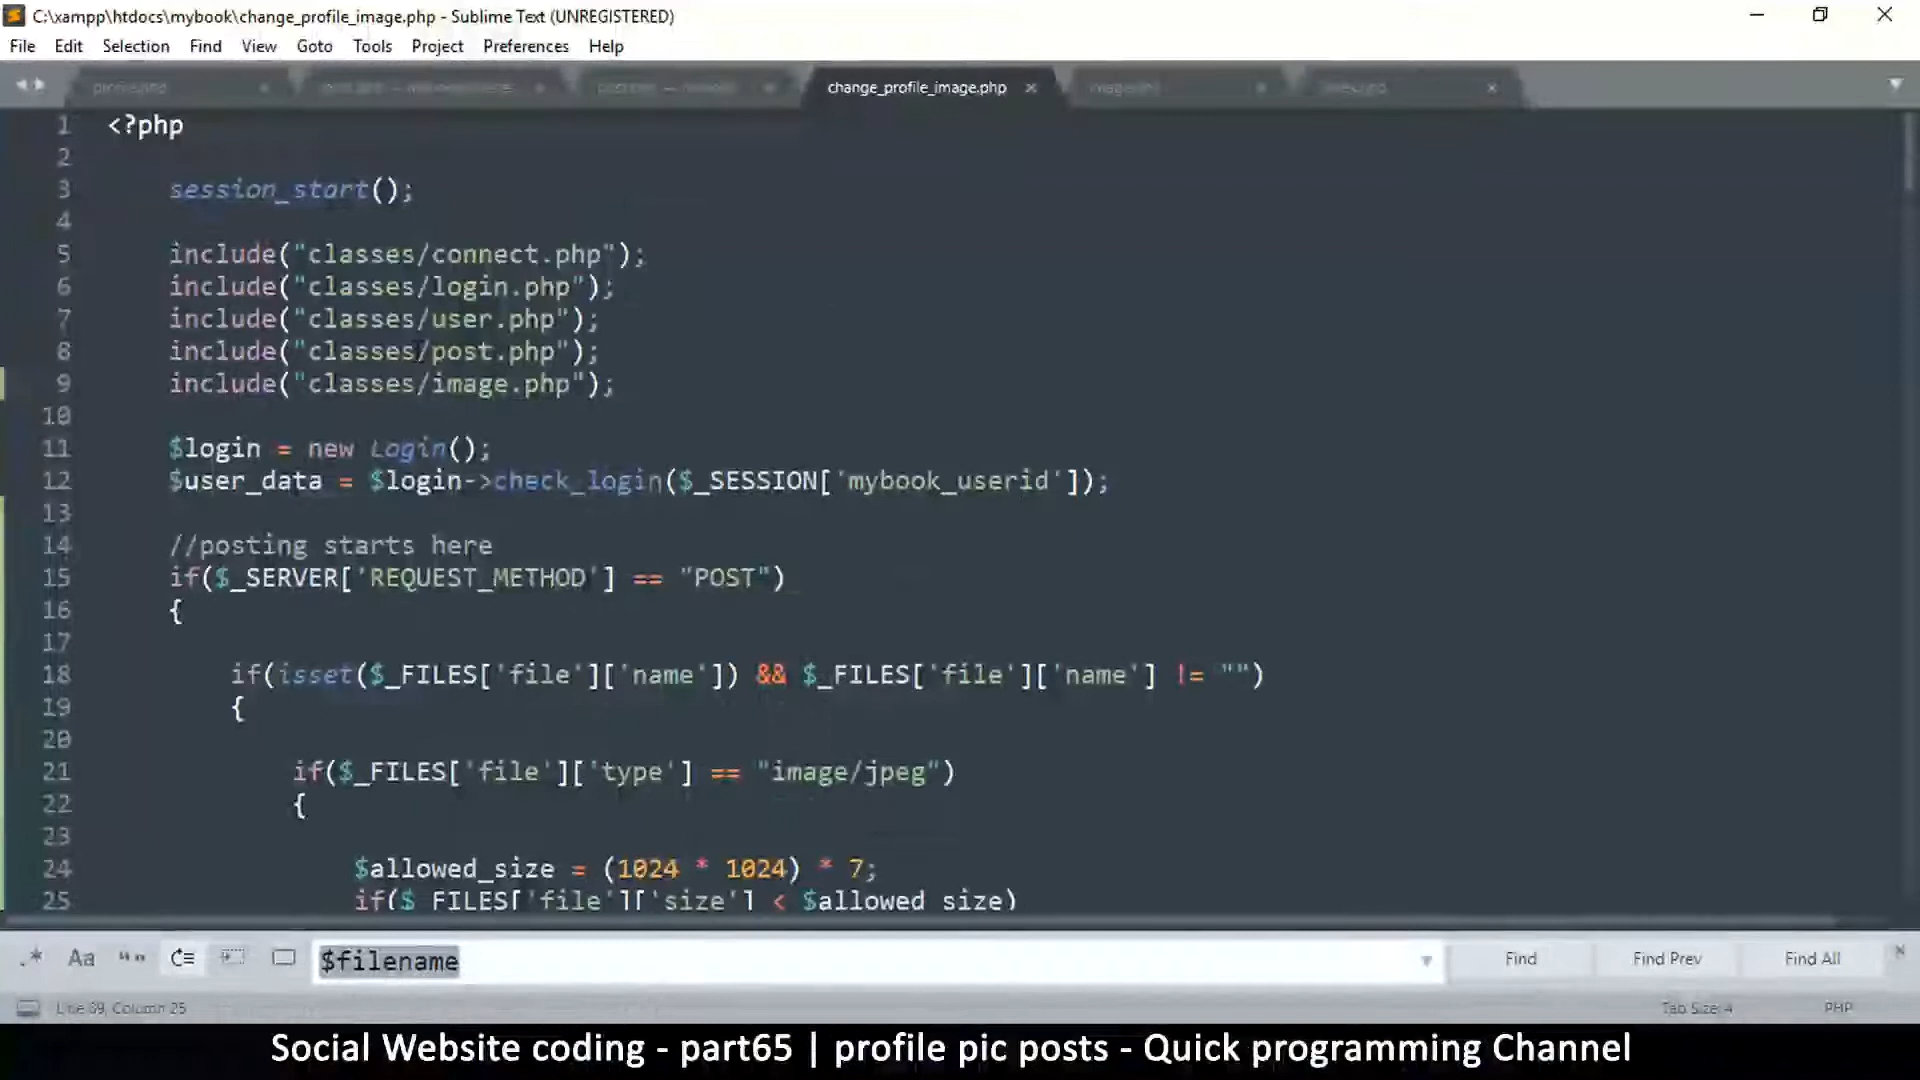 C:\xampp\htdocs\mybook\change_profile_image.php - Sublime Text (UNREGISTERED)
File Edit Selection Find View Goto Tools Project Preferences Help
change_profile_image.php
1 <?php
2
3 session_start();
4
5 include("classes/connect.php");
6 include("classes/login.php");
7 include("classes/user.php");
8 include("classes/post.php");
9 include("classes/image.php");
10
11 $login = new Login();
12 $user_data = $login->check_login($_SESSION['mybook_userid']);
13
14 //posting starts here
15 if($_SERVER['REQUEST_METHOD'] == "POST")
16 {
17
18 if(isset($_FILES['file']['name']) && $_FILES['file']['name'] != "")
19 {
20
21 if($_FILES['file']['type'] == "image/jpeg")
22 {
23
24 $allowed_size = (1024 * 1024) * 7;
25 if($_FILES['file']['size'] < $allowed_size)
.* Aa “” $filename Find Find Prev Find All
Line 89, Column 25 Tab Size: 4 PHP
Social Website coding - part65 | profile pic posts - Quick programming Channel